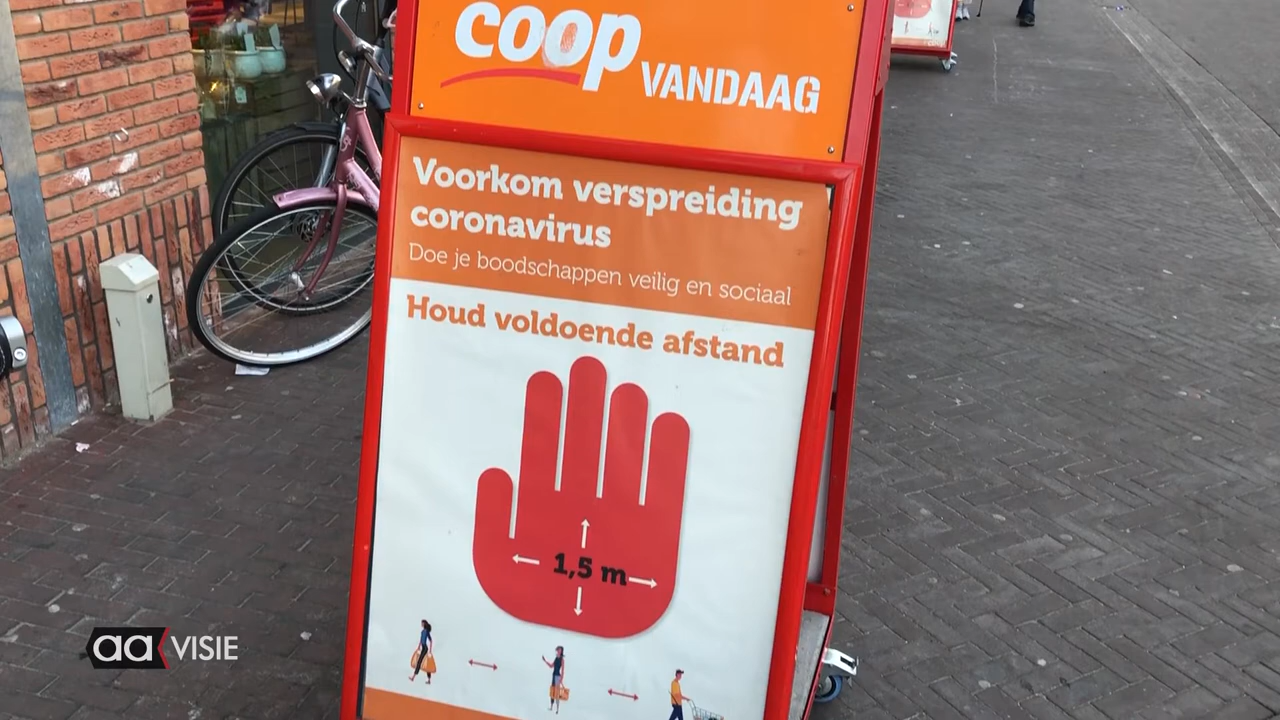 coop VANDAAG
Voorkom verspreiding
coronavirus
Doe je boodschappen veilig en sociaal
Houd voldoende afstand
1,5 m
aa VISIE